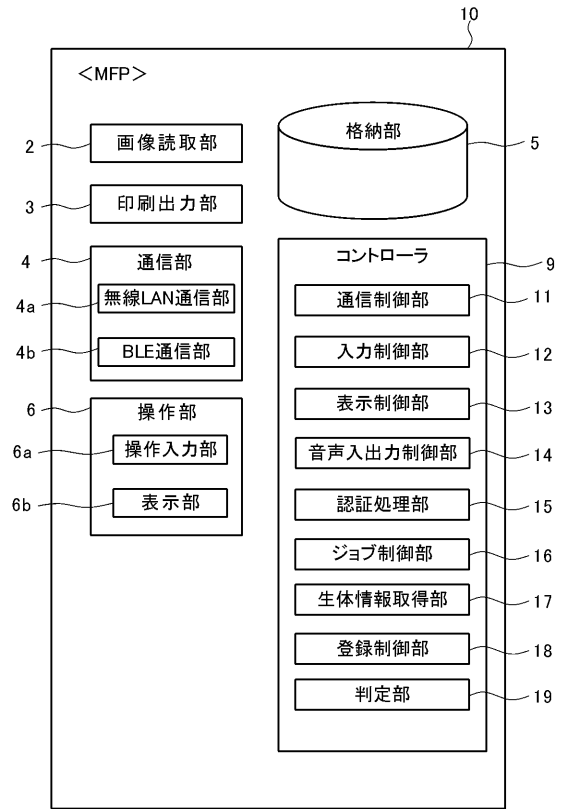 10
<MFP>
2
画像読取部
3
印刷出力部
4
通信部
4a
無線LAN通信部
4b
BLE通信部
6
操作部
6a
操作入力部
6b
表示部
格納部
5
コントローラ
9
通信制御部
11
入力制御部
12
表示制御部
13
音声入出力制御部
14
認証処理部
15
ジョブ制御部
16
生体情報取得部
17
登録制御部
18
判定部
19